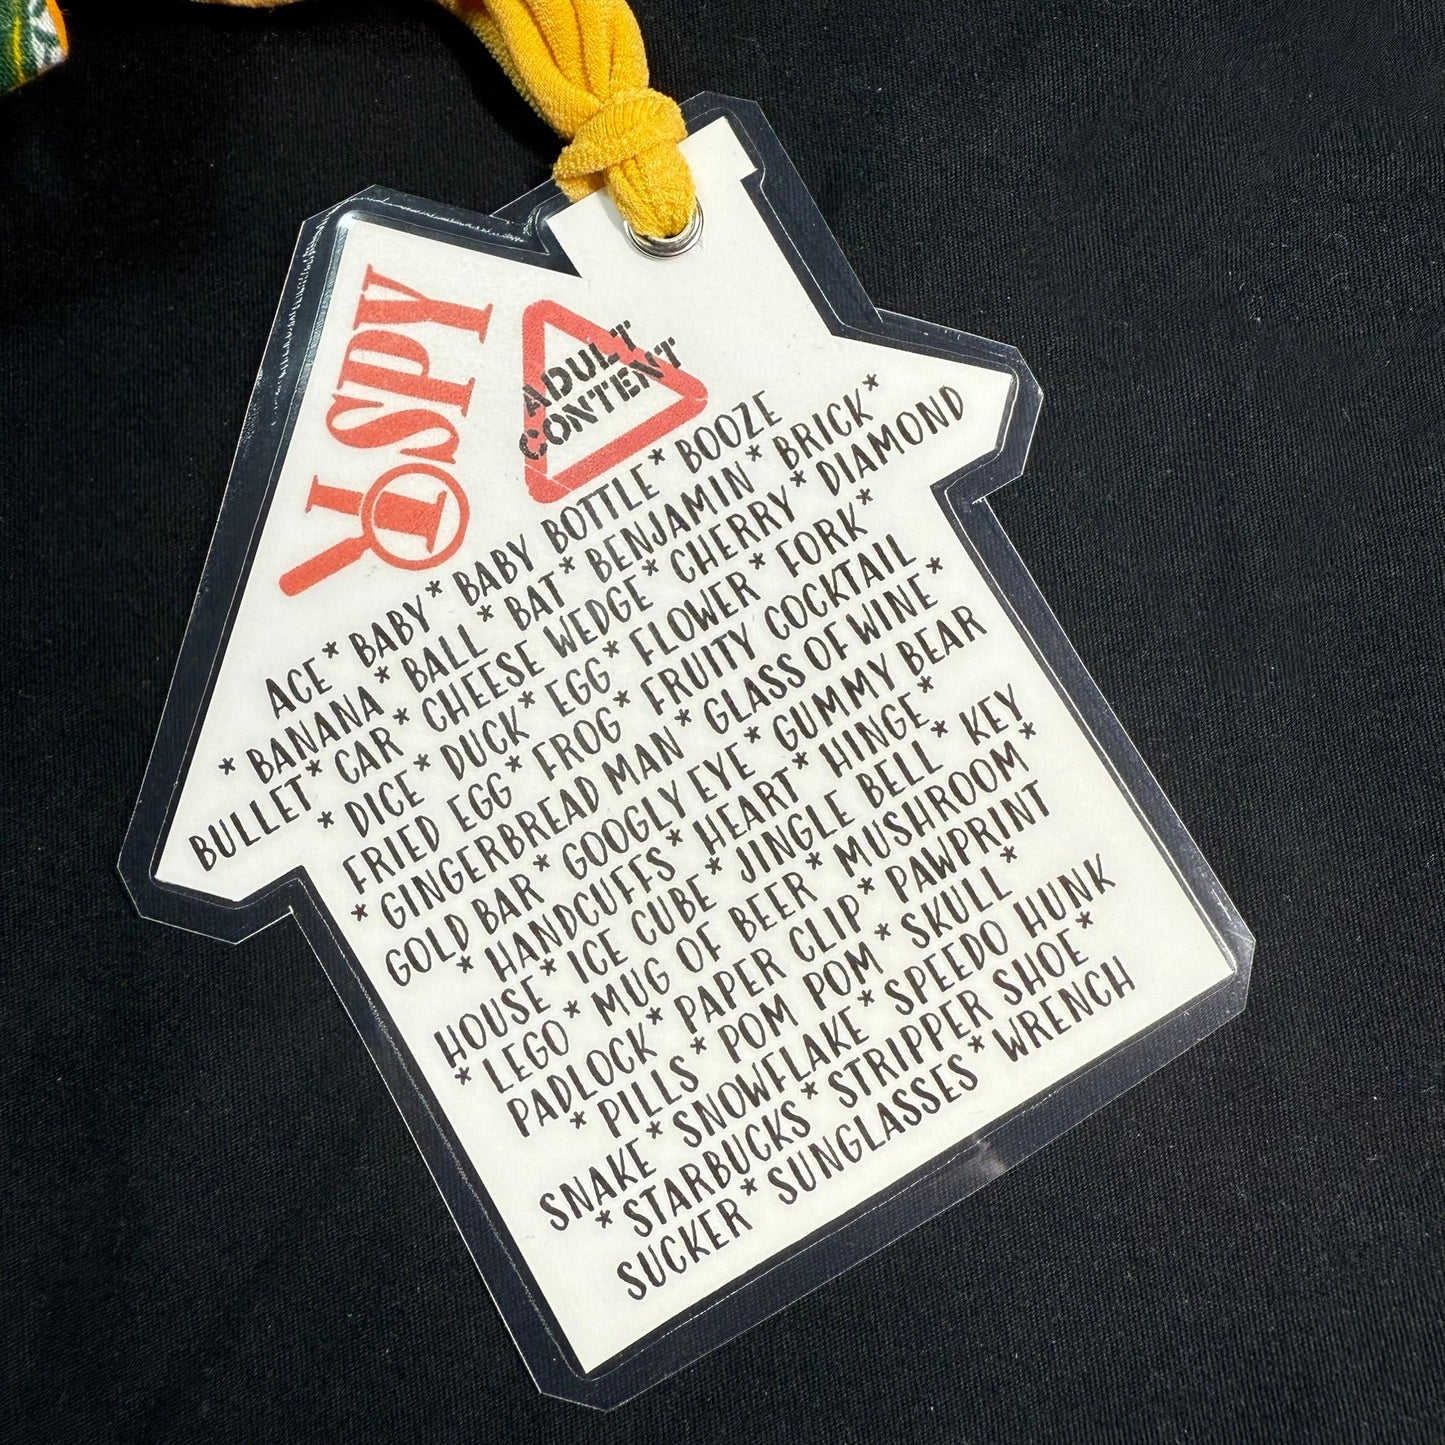 I SPY
I
ADULT
CONTENT
ACE * BABY * BABY BOTTLE * BOOZE
* BANANA * BALL * BAT * BENJAMIN * BRICK *
BULLET * CAR * CHEESE WEDGE * CHERRY * DIAMOND
* DICE * DUCK * EGG * FLOWER * FORK *
FRIED EGG * FROG * FRUITY COCKTAIL
* GINGERBREAD MAN * GLASS OF WINE *
GOLD BAR * GOOGLY EYE * GUMMY BEAR
* HANDCUFFS * HEART * HINGE *
HOUSE * ICE CUBE * JINGLE BELL * KEY
* LEGO * MUG OF BEER * MUSHROOM *
PADLOCK * PAPER CLIP * PAWPRINT
* PILLS * POM POM * SKULL *
SNAKE * SNOWFLAKE * SPEEDO HUNK
* STARBUCKS * STRIPPER SHOE *
SUCKER * SUNGLASSES * WRENCH